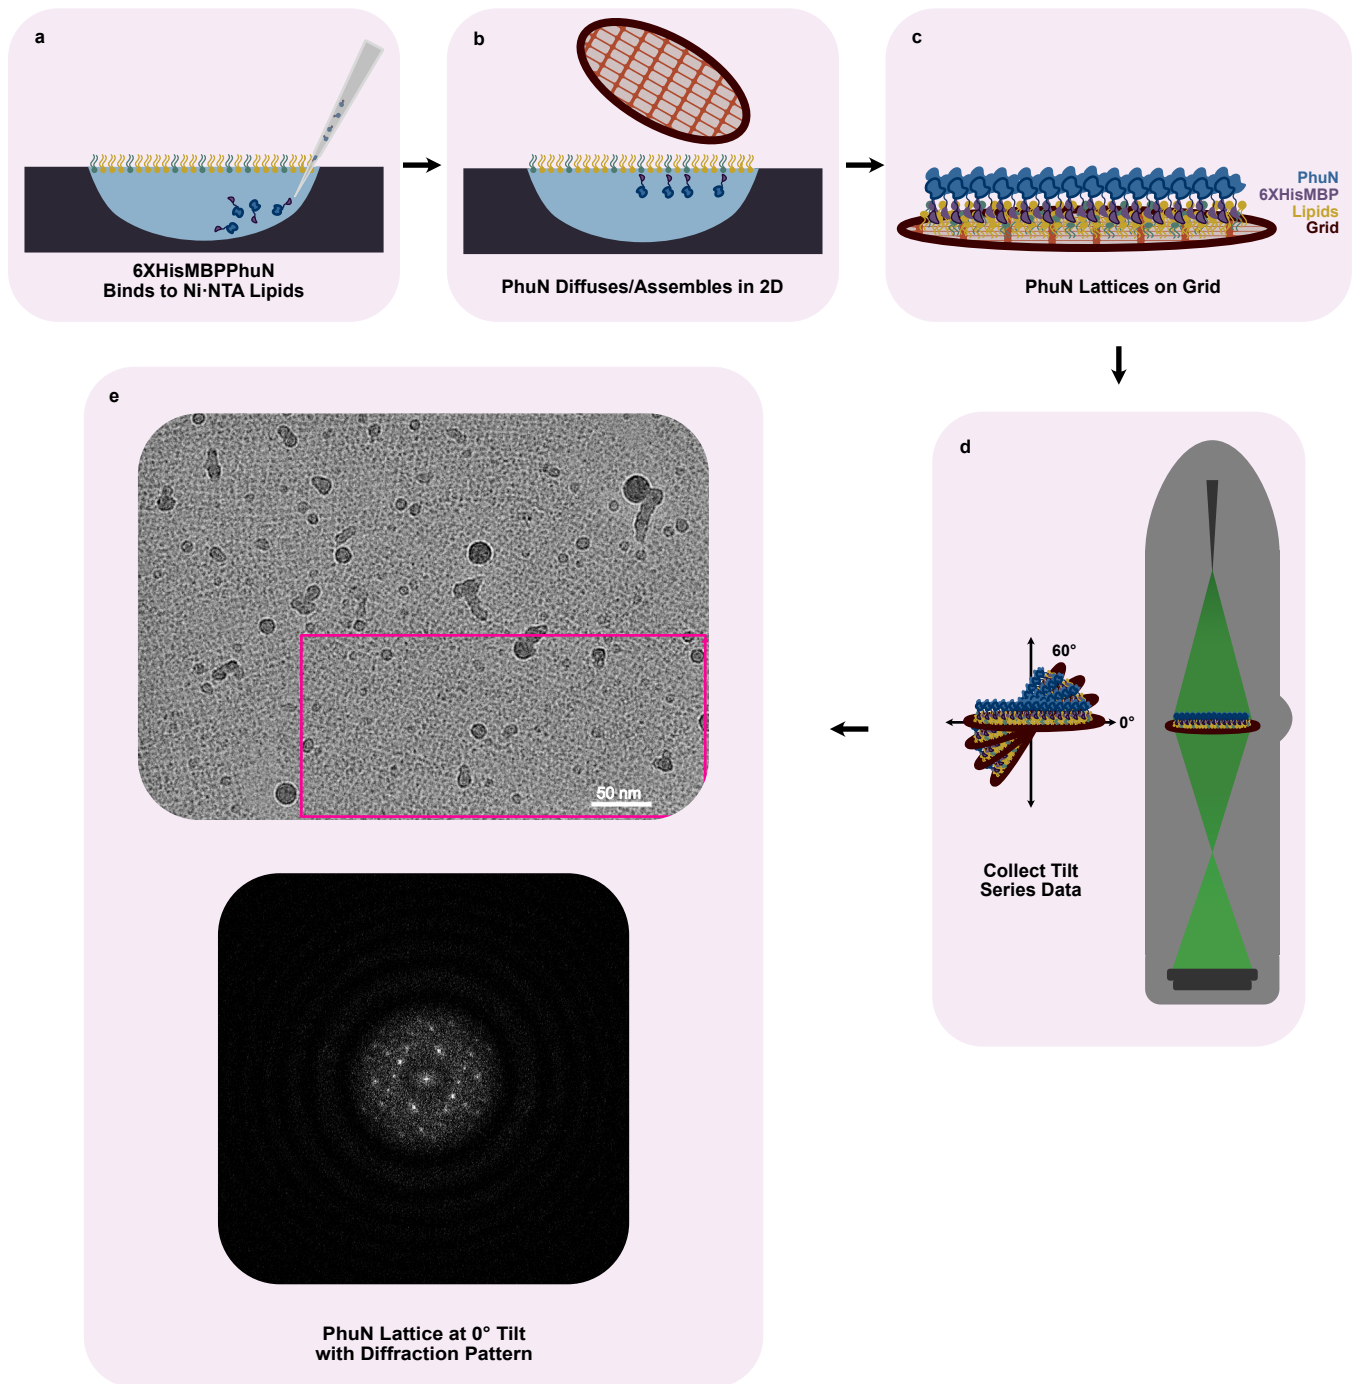 a
6XHisMBPPhuN
Binds to Ni·NTA Lipids
b
PhuN Diffuses/Assembles in 2D
c
PhuN
6XHisMBP
Lipids
Grid
PhuN Lattices on Grid
d
60°
0°
Collect Tilt
Series Data
e
50 nm
PhuN Lattice at 0° Tilt
with Diffraction Pattern